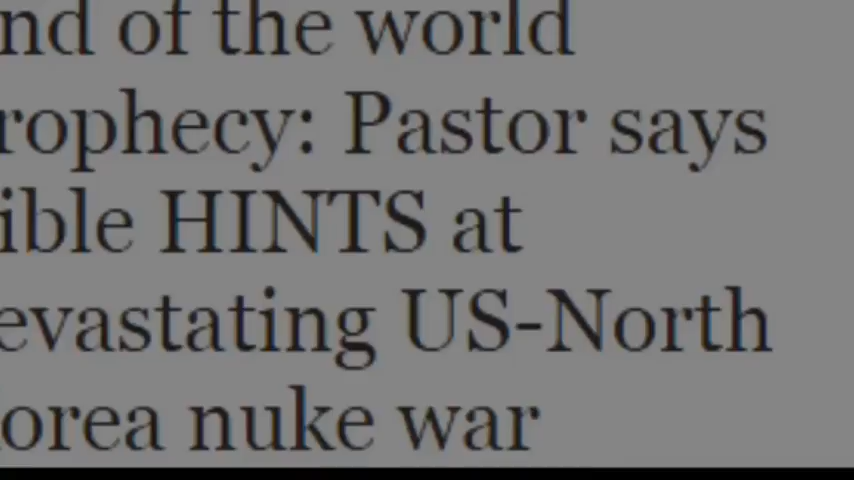 nd of the world
rophecy: Pastor says
ible HINTS at
evastating US-North
orea nuke war